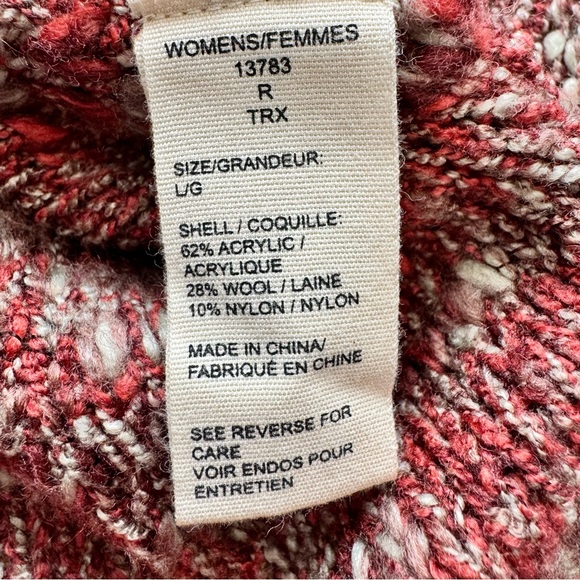 WOMENS/FEMMES
13783
R
TRX
SIZE/GRANDEUR:
L/G
SHELL / COQUILLE:
62% ACRYLIC /
ACRYLIQUE
28% WOOL / LAINE
10% NYLON / NYLON
MADE IN CHINA/
FABRIQUÉ EN CHINE
SEE REVERSE FOR
CARE
VOIR ENDOS POUR
ENTRETIEN